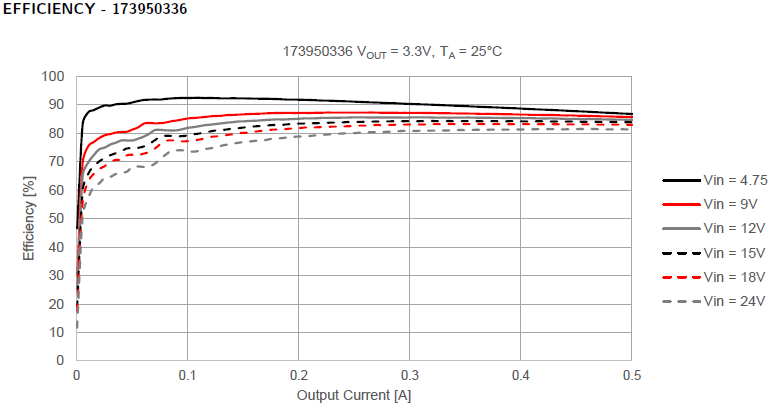 EFFICIENCY - 173950336
173950336 VOUT = 3.3V, TA = 25°C
100
90
80
70
60
50
40
30
20
10
0
Efficiency [%]
0
0.1
0.2
0.3
0.4
0.5
Output Current [A]
Vin = 4.75
Vin = 9V
Vin = 12V
Vin = 15V
Vin = 18V
Vin = 24V